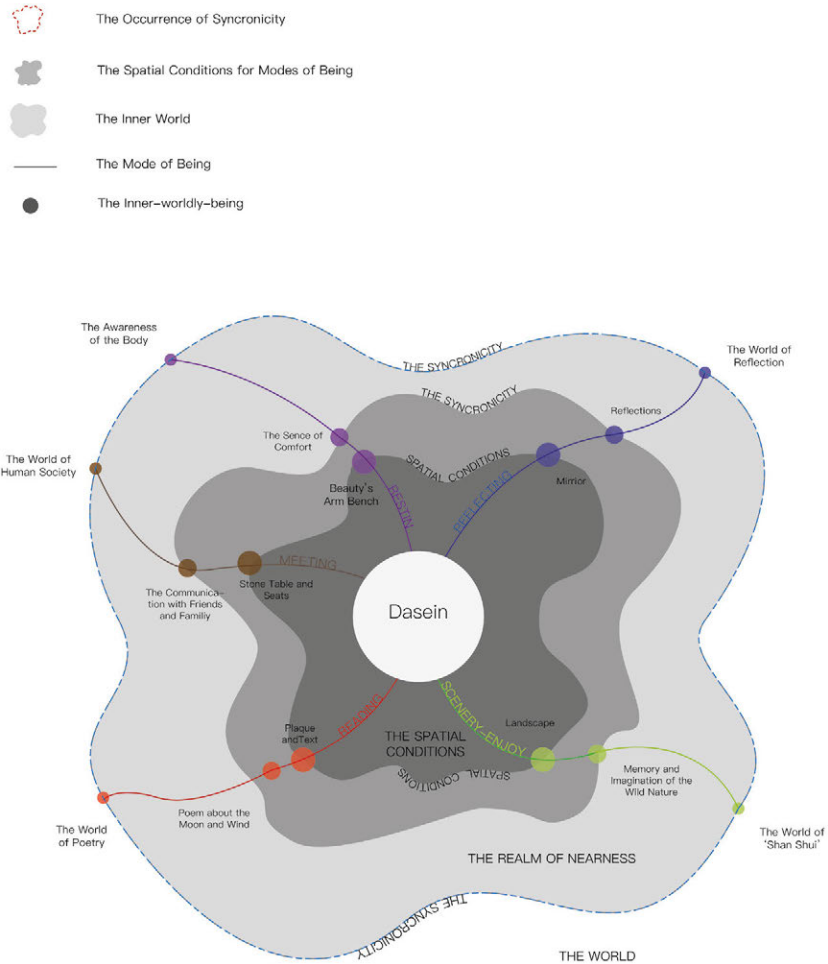 The Occurrence of Syncronicity
The Spatial Conditions for Modes of Being
The Inner World
The Mode of Being
The Inner-worldly-being
The Awareness
of the Body
THE SYNCRONICITY
The World of
Reflection
THE SYNCRONICITY
Reflections
The Sence of
Comfort
The World of
Human Society
SPATIAL CONDITIONS
Beauty's
Arm Bench
RESTIN
REFLECTING
Mirrior
MEETING
Stone Table and
Seats
The Communica-
tion with Friends
and Familiy
Dasein
READING
SCENERY-ENJOY
Plaque
andText
Landscape
THE SPATIAL
CONDITIONS
SPATIAL CONDITIONS
Memory and
Imagination of the
Wild Nature
Poem about the
Moon and Wind
The World
of Poetry
The World of
'Shan Shui'
THE REALM OF NEARNESS
THE SYNCRONICITY
THE WORLD